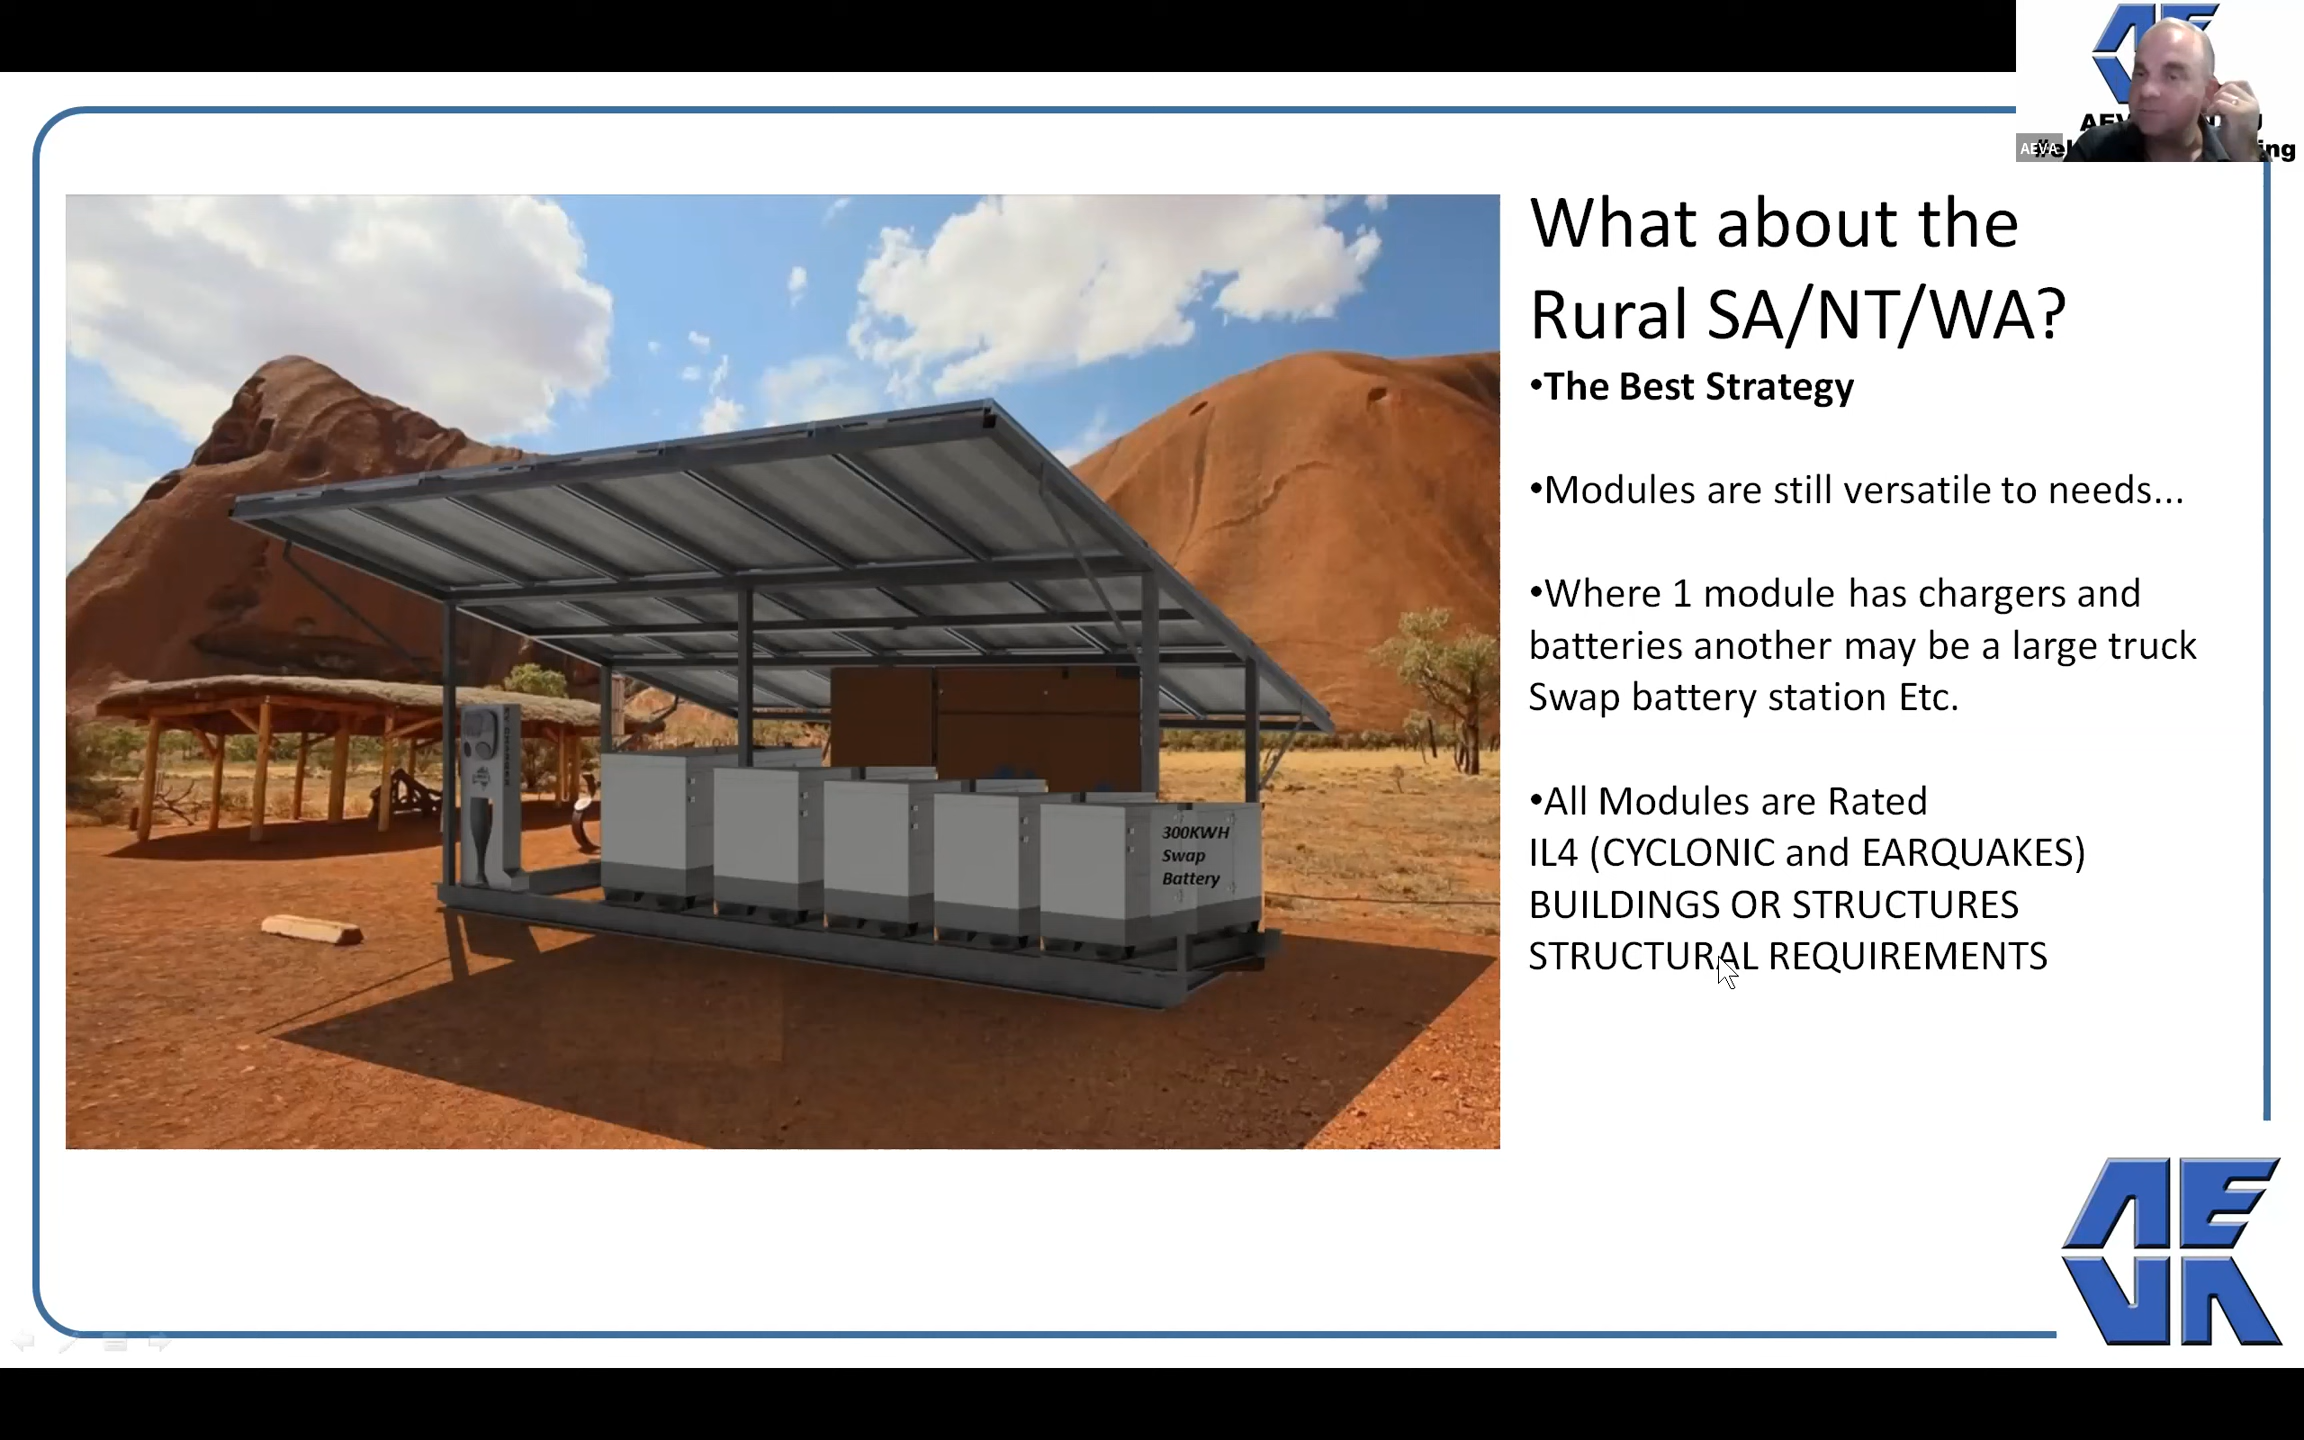 AEVA
What about the
Rural SA/NT/WA?
•The Best Strategy
•Modules are still versatile to needs...
•Where 1 module has chargers and
batteries another may be a large truck
Swap battery station Etc.
•All Modules are Rated
IL4 (CYCLONIC and EARQUAKES)
BUILDINGS OR STRUCTURES
STRUCTURAL REQUIREMENTS
300KWH
Swap
Battery
AEVA